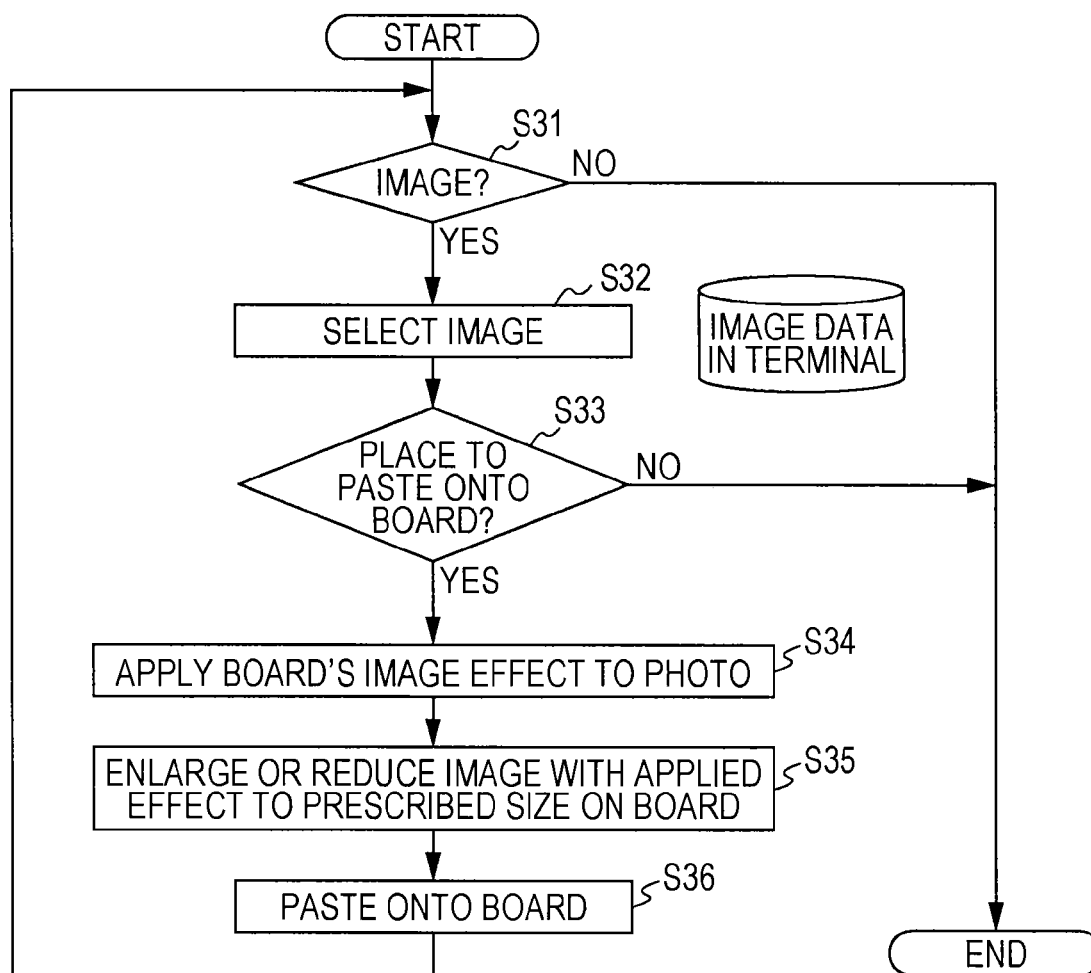 START
S31
IMAGE?
NO
YES
S32
SELECT IMAGE
IMAGE DATA
IN TERMINAL
S33
PLACE TO
PASTE ONTO
BOARD?
NO
YES
S34
APPLY BOARD'S IMAGE EFFECT TO PHOTO
S35
ENLARGE OR REDUCE IMAGE WITH APPLIED
EFFECT TO PRESCRIBED SIZE ON BOARD
S36
PASTE ONTO BOARD
END